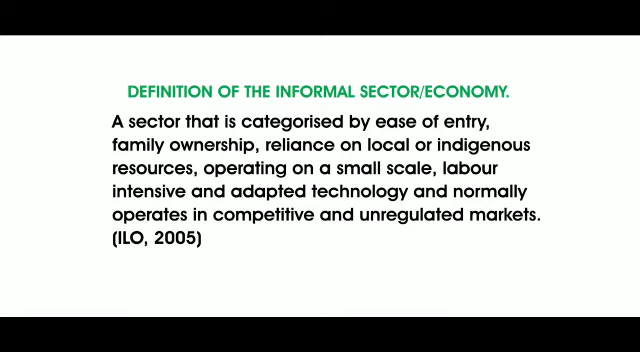 DEFINITION OF THE INFORMAL SECTOR/ECONOMY.
A sector that is categorised by ease of entry,
family ownership, reliance on local or indigenous
resources, operating on a small scale, labour
intensive and adapted technology and normally
operates in competitive and unregulated markets.
(ILO, 2005)